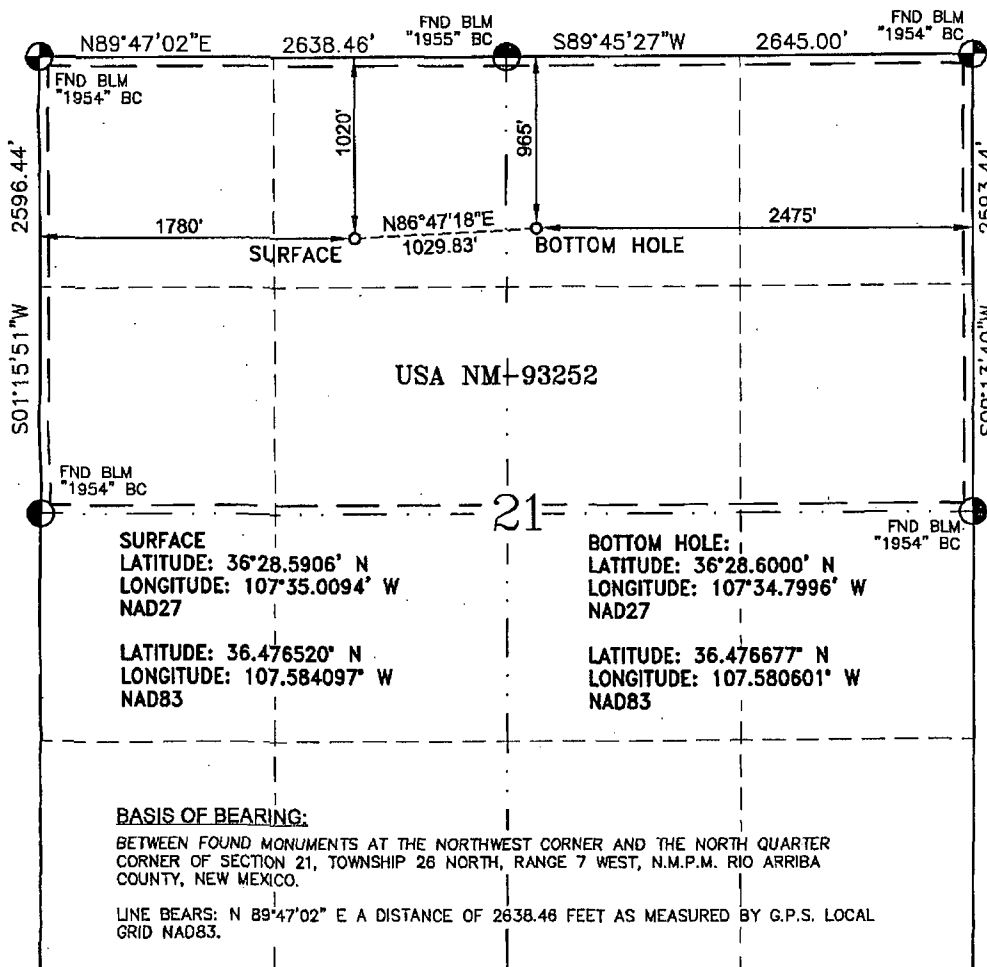 FND BLM
"1955" BC
FND BLM
"1954" BC
N89°47'02"E
2638.46'
S89°45'27"W
2645.00'
FND BLM
"1954" BC
2596.44'
1020'
965'
2593.44'
1780'
N86°47'18"E
1029.83'
2475'
SURFACE
BOTTOM HOLE
S01°15'51"W
USA NM-93252
FND BLM
"1954" BC
21
FND BLM
"1954" BC
SURFACE
LATITUDE: 36°28.5906' N
LONGITUDE: 107°35.0094' W
NAD27
LATITUDE: 36.476520° N
LONGITUDE: 107.584097° W
NAD83
BOTTOM HOLE:
LATITUDE: 36°28.6000' N
LONGITUDE: 107°34.7996' W
NAD27
LATITUDE: 36.476677° N
LONGITUDE: 107.580601° W
NAD83
BASIS OF BEARING:
BETWEEN FOUND MONUMENTS AT THE NORTHWEST CORNER AND THE NORTH QUARTER
CORNER OF SECTION 21, TOWNSHIP 26 NORTH, RANGE 7 WEST, N.M.P.M. RIO ARRIBA
COUNTY, NEW MEXICO.
LINE BEARS: N 89°47'02" E A DISTANCE OF 2638.46 FEET AS MEASURED BY G.P.S. LOCAL
GRID NAD83.